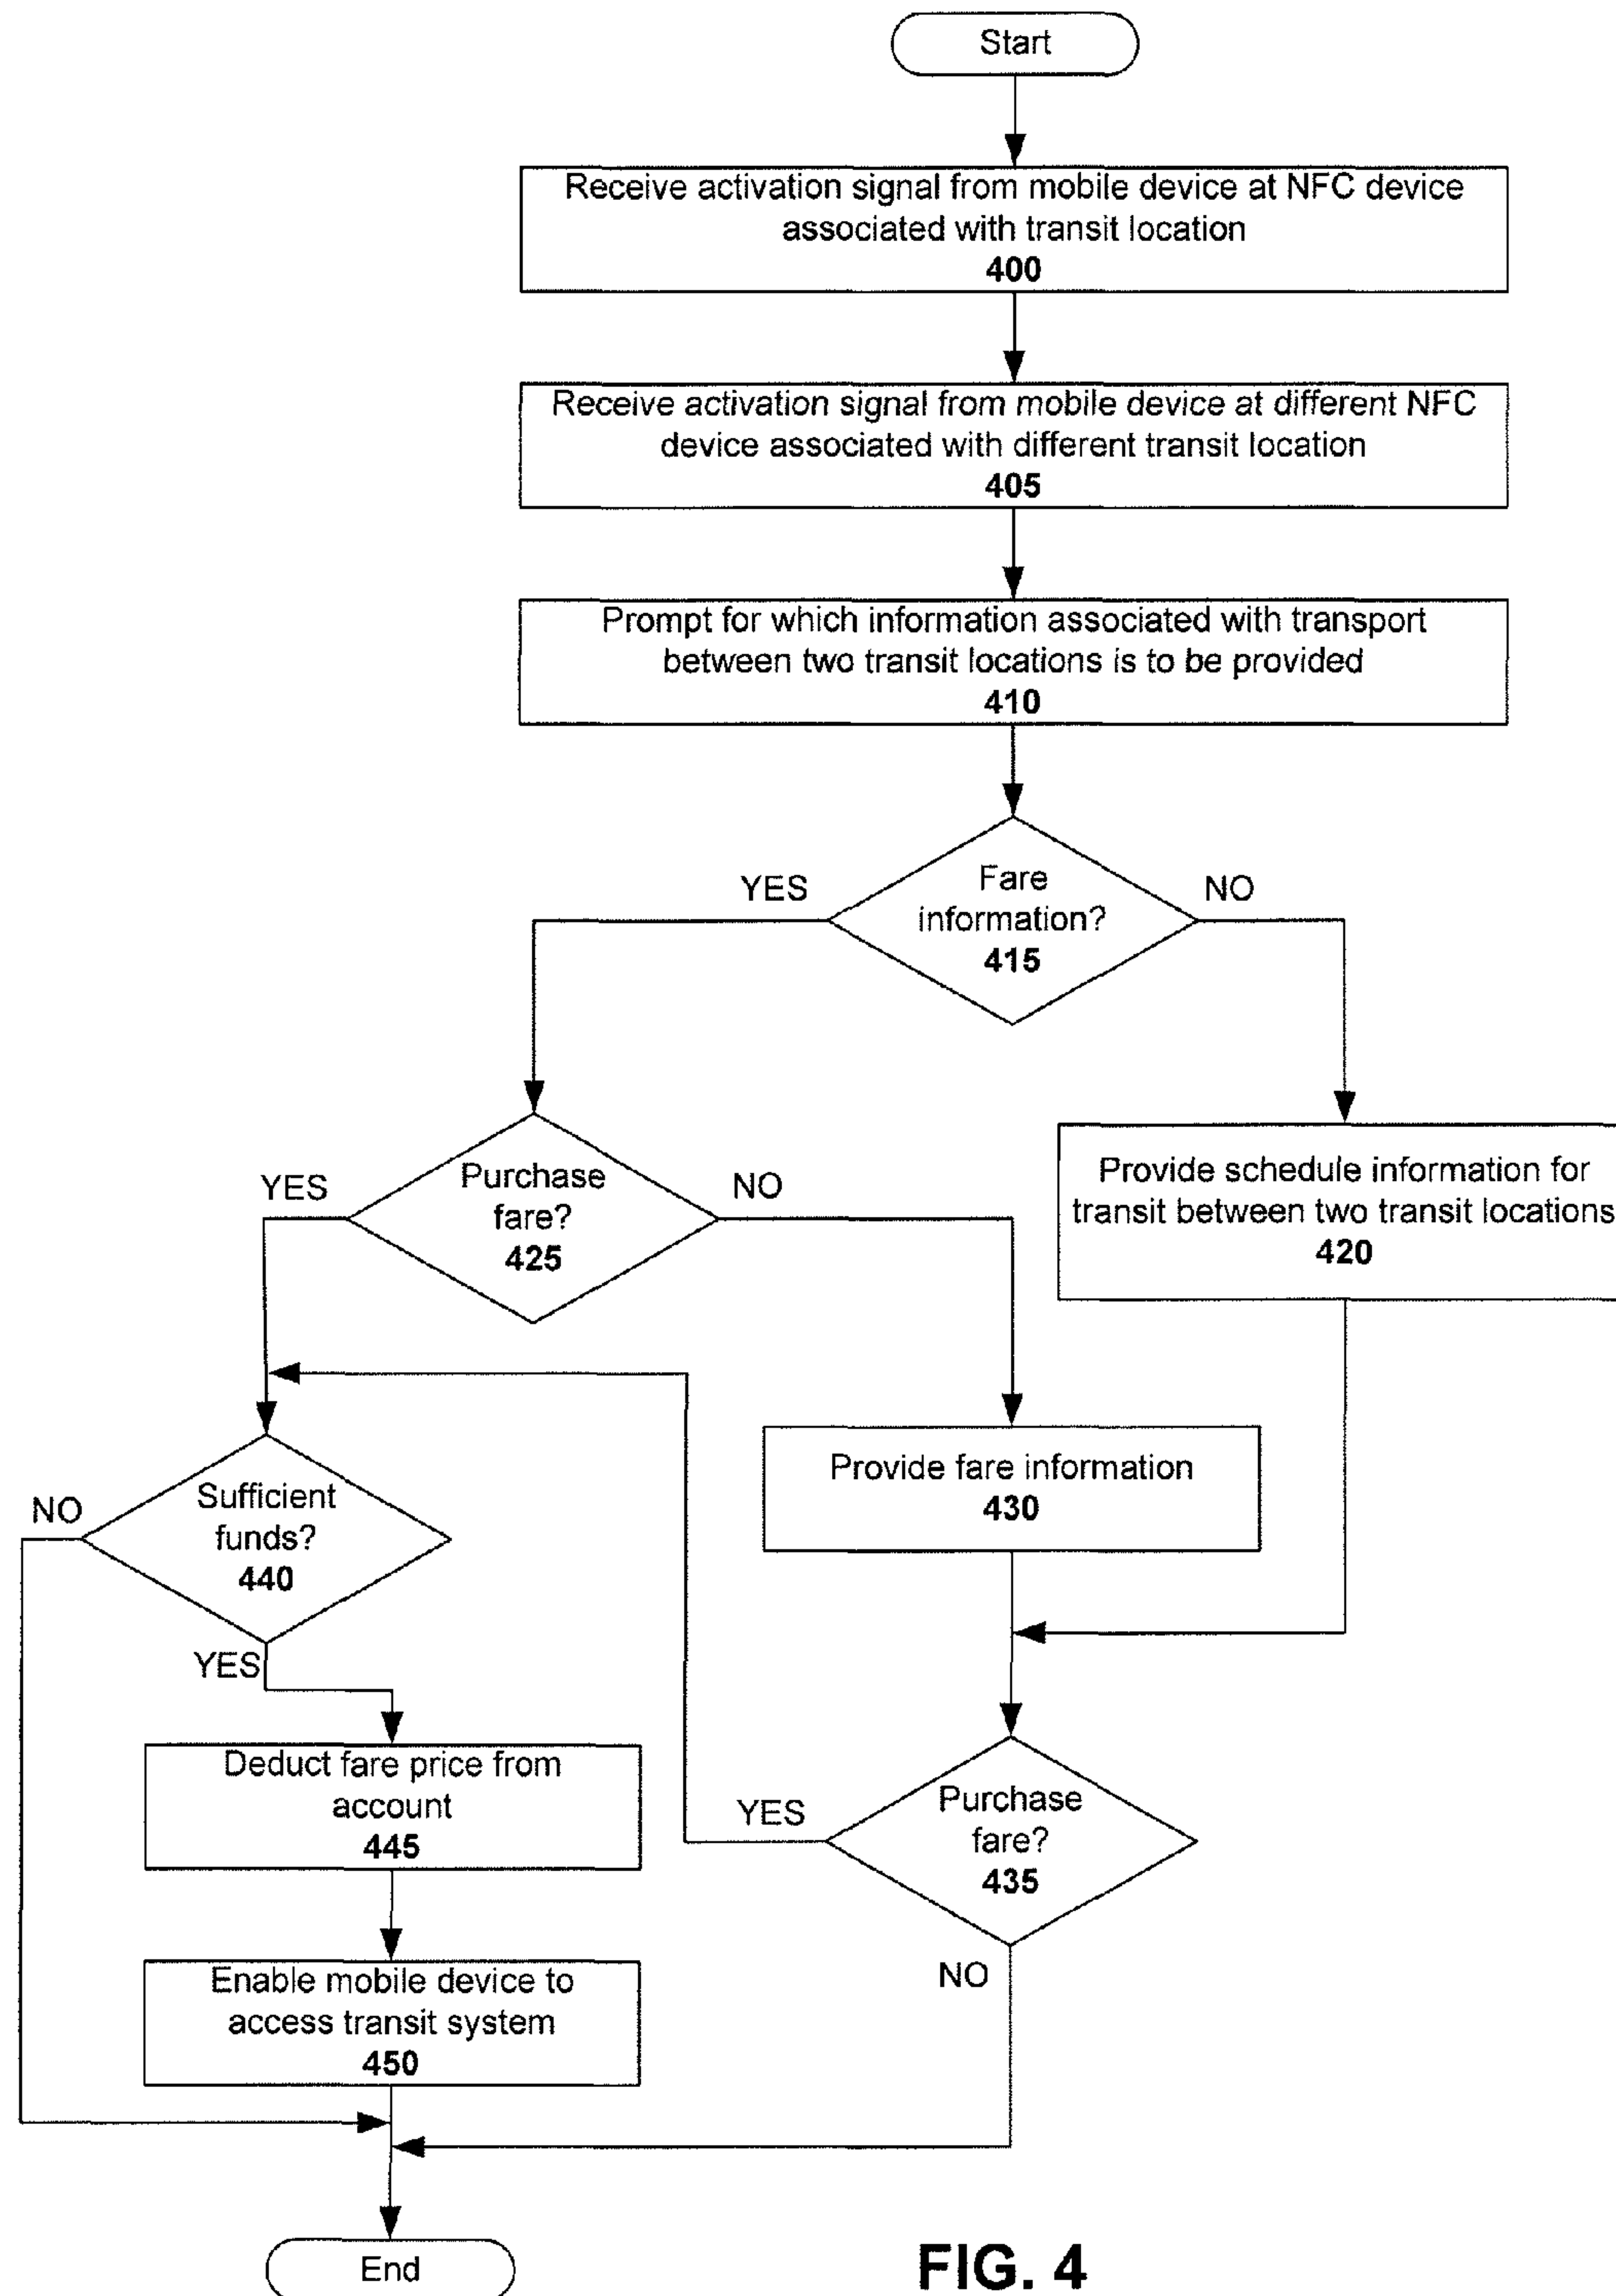 Start
Receive activation signal from mobile device at NFC device
associated with transit location
400
Receive activation signal from mobile device at different NFC
device associated with different transit location
405
Prompt for which information associated with transport
between two transit locations is to be provided
410
YES
Fare
information?
415
NO
YES
Purchase
fare?
425
NO
Provide schedule information for
transit between two transit locations
420
NO
Sufficient
funds?
440
YES
Provide fare information
430
Deduct fare price from
account
445
YES
Purchase
fare?
435
NO
Enable mobile device to
access transit system
450
End
FIG. 4